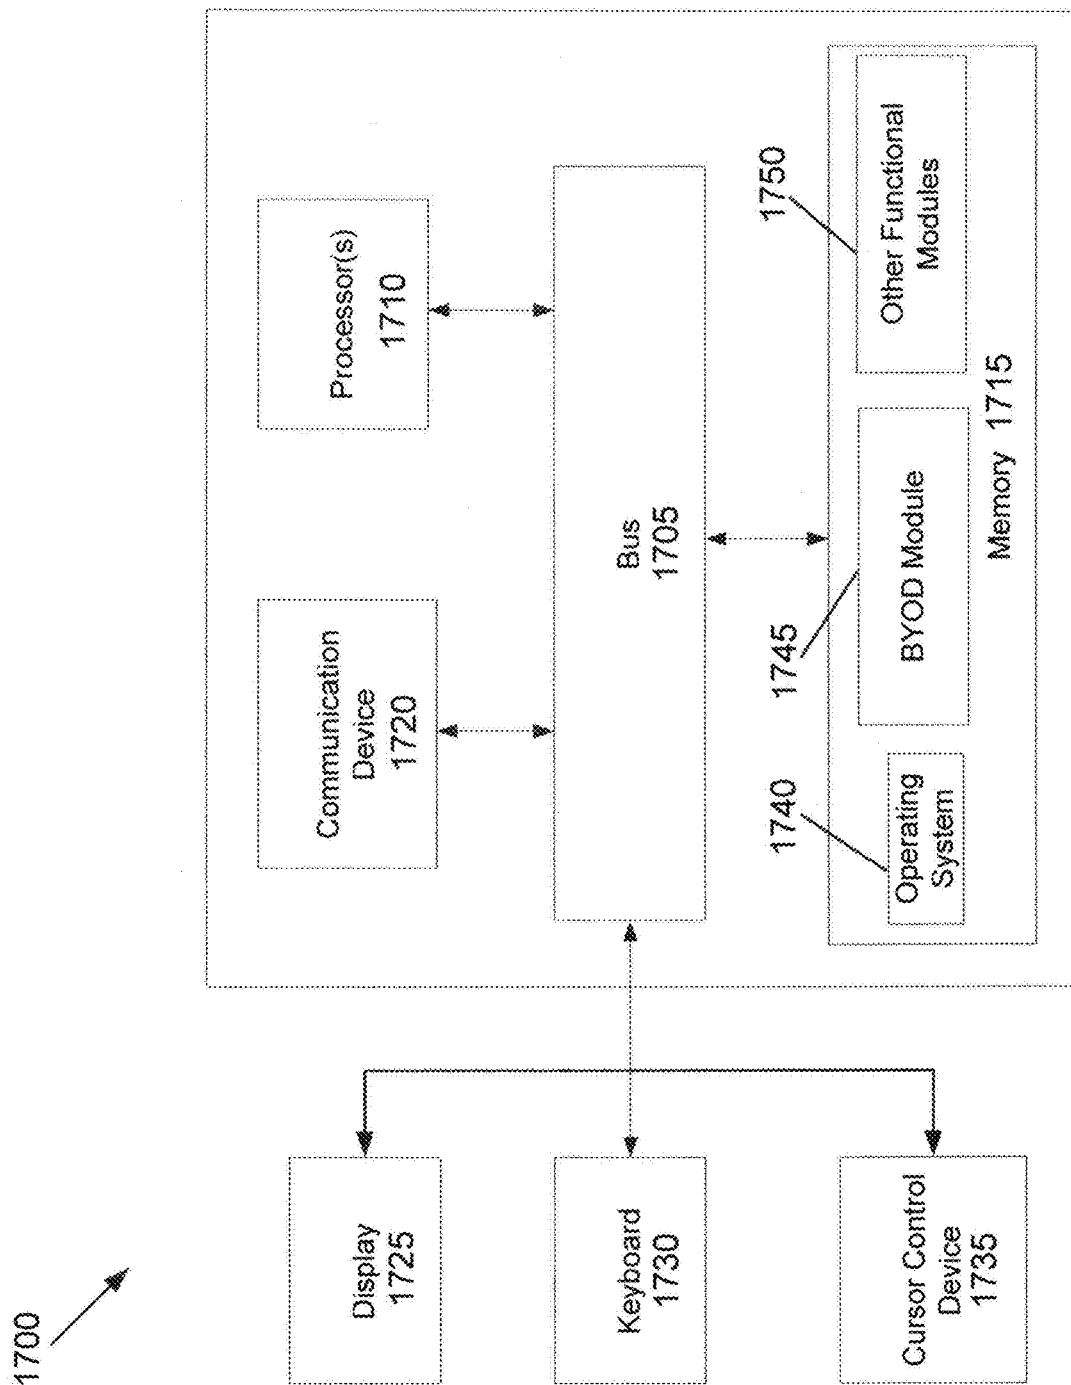 1700
Display
1725
Keyboard
1730
Cursor Control
Device
1735
Communication
Device
1720
Processor(s)
1710
Bus
1705
1740
Operating
System
1745
BYOD Module
1750
Other Functional
Modules
Memory 1715